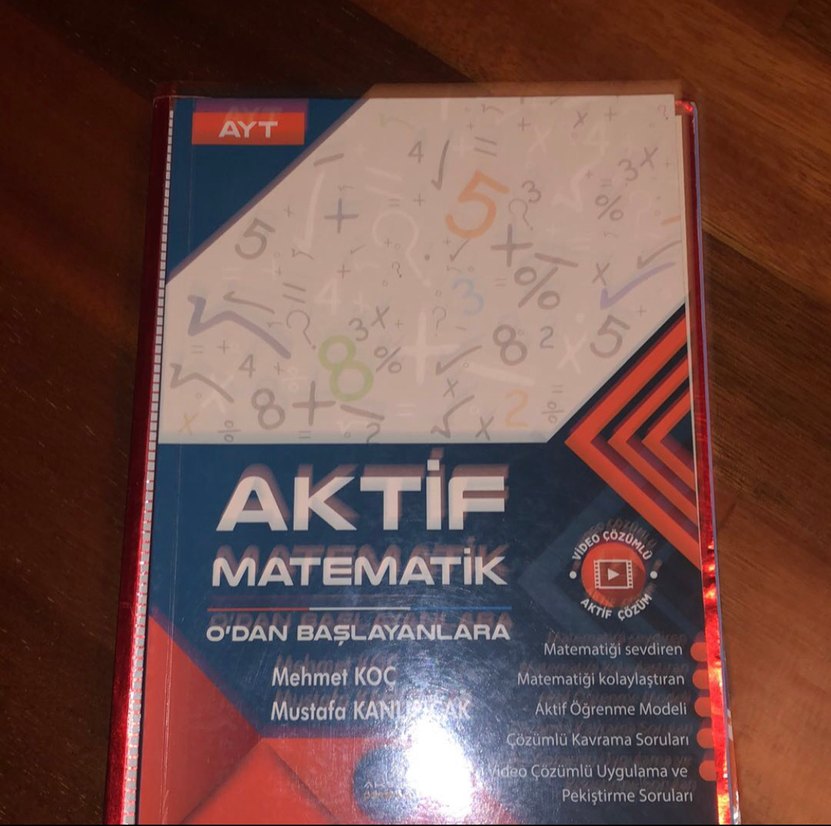 AYT
AKTİF
MATEMATİK
0'DAN BAŞLAYANLARA
Mehmet KOÇ
Mustafa
VİDEO ÇÖZÜMLÜ
AKTİF ÇÖZÜM
Matematiği sevdiren
Matematiği kolaylaştıran
Aktif Öğrenme Modeli
Çözümlü Kavrama Soruları
Video Çözümlü Uygulama ve
Pekiştirme Soruları